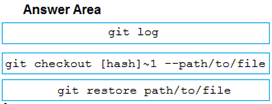 Answer Area
git log
git checkout [hash]~1 --path/to/file
git restore path/to/file